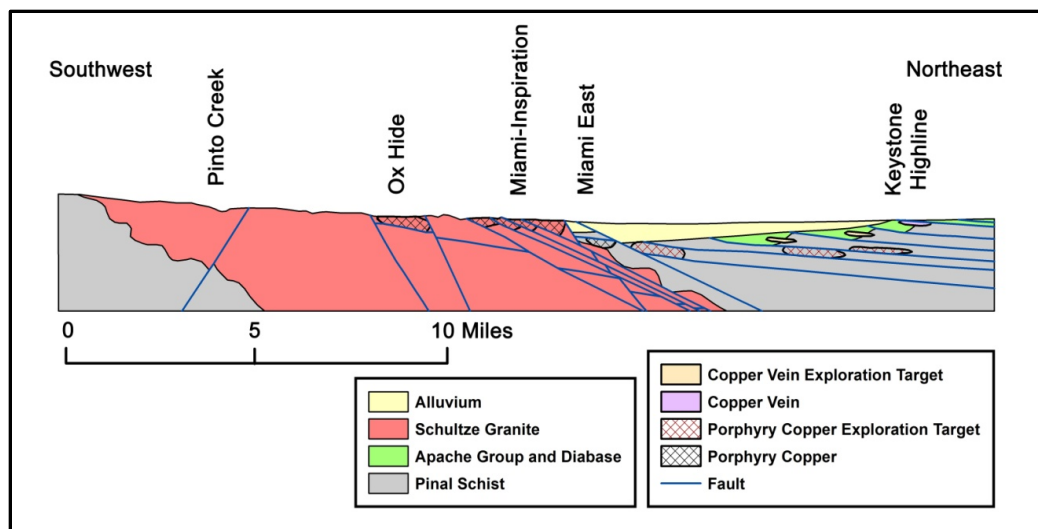 Southwest
Northeast
Pinto Creek
Ox Hide
Miami-Inspiration
Miami East
Keystone
Highline
0
5
10 Miles
Alluvium
Schultze Granite
Apache Group and Diabase
Pinal Schist
Copper Vein Exploration Target
Copper Vein
Porphyry Copper Exploration Target
Porphyry Copper
Fault